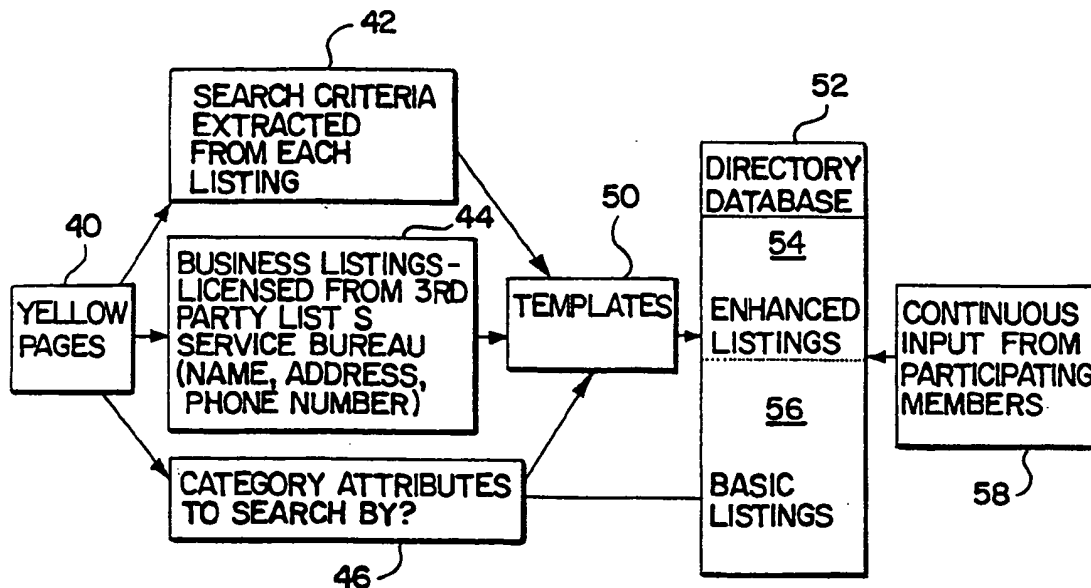 42
SEARCH CRITERIA
EXTRACTED
FROM EACH
LISTING
40
YELLOW
PAGES
44
BUSINESS LISTINGS-
LICENSED FROM 3RD
PARTY LIST S
SERVICE BUREAU
(NAME, ADDRESS,
PHONE NUMBER)
CATEGORY ATTRIBUTES
TO SEARCH BY?
46
50
TEMPLATES
52
DIRECTORY
DATABASE
54
ENHANCED
LISTINGS
56
BASIC
LISTINGS
CONTINUOUS
INPUT FROM
PARTICIPATING
MEMBERS
58